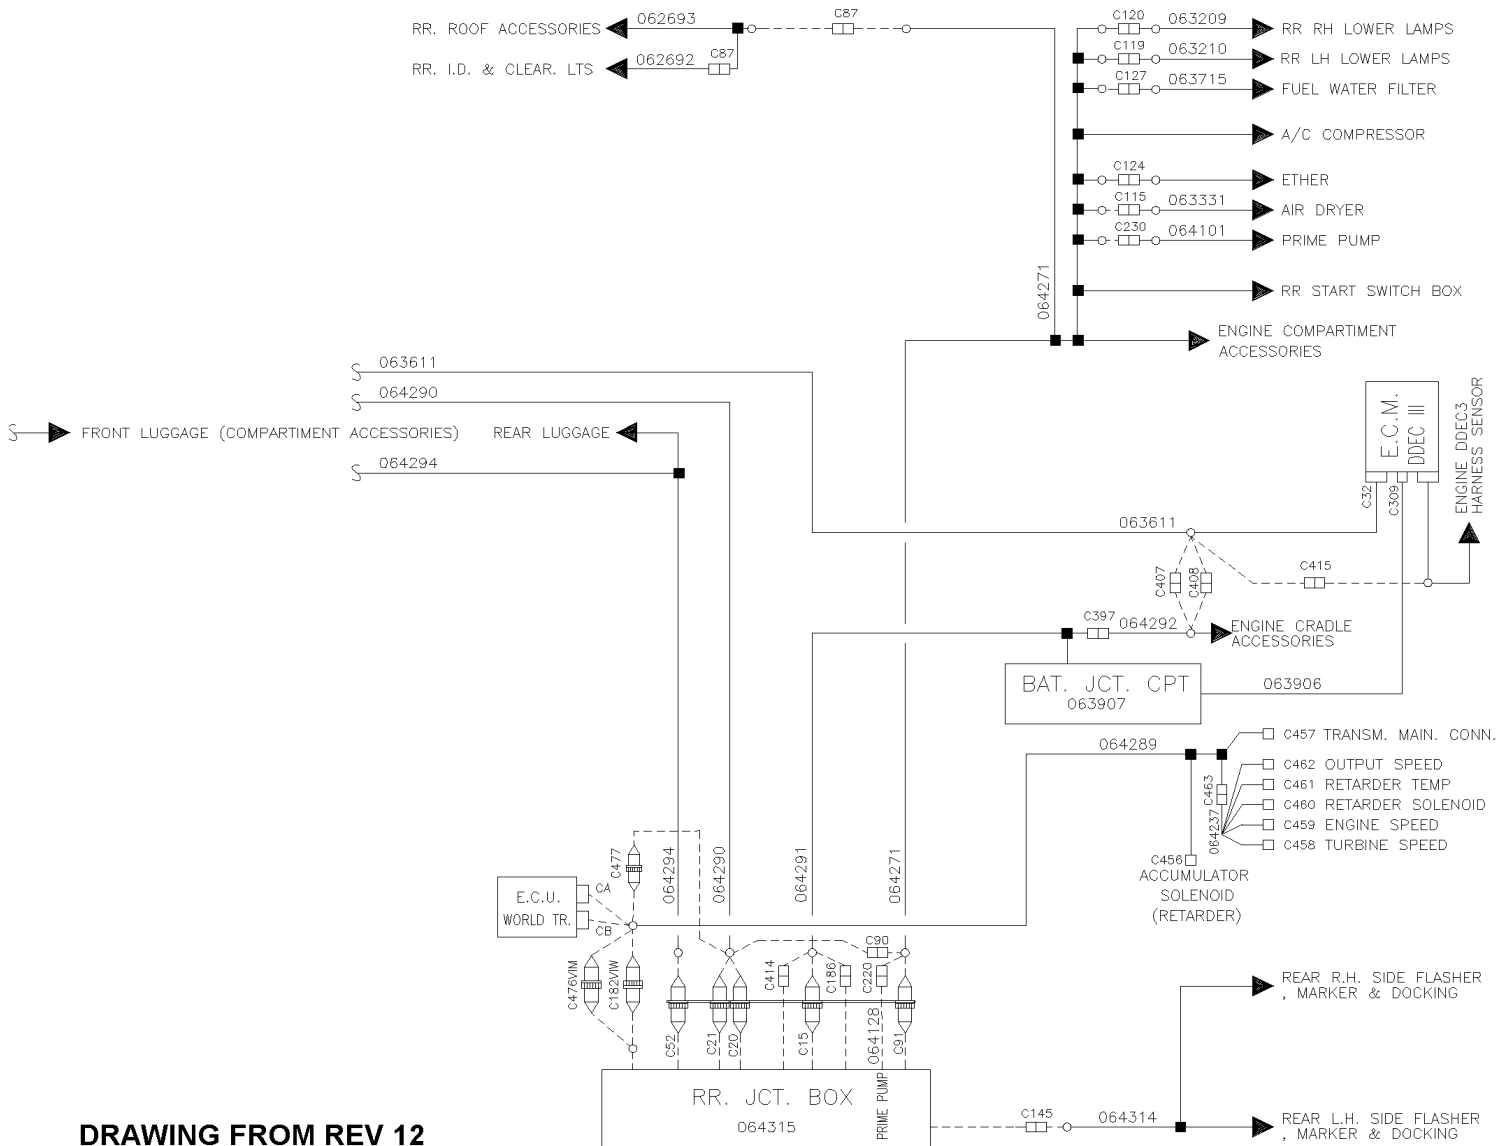 RR. ROOF ACCESSORIES
062693
C87
RR. I.D. & CLEAR. LTS
062692
C87
C120
063209
RR RH LOWER LAMPS
C119
063210
RR LH LOWER LAMPS
C127
063715
FUEL WATER FILTER
A/C COMPRESSOR
C124
ETHER
C115
063331
AIR DRYER
C230
064101
PRIME PUMP
064271
RR START SWITCH BOX
ENGINE COMPARTIMENT
ACCESSORIES
063611
064290
FRONT LUGGAGE (COMPARTIMENT ACCESSORIES)
REAR LUGGAGE
064294
E.C.M.
DDEC III
C32
C309
ENGINE DDEC3
HARNESS SENSOR
063611
C407
C408
C415
C397
064292
ENGINE CRADLE
ACCESSORIES
BAT. JCT. CPT
063907
063906
064289
C457 TRANSM. MAIN. CONN.
C462 OUTPUT SPEED
C461 RETARDER TEMP
C460 RETARDER SOLENOID
C459 ENGINE SPEED
C458 TURBINE SPEED
C463
064237
C456
ACCUMULATOR
SOLENOID
(RETARDER)
C477
064294
064290
064291
064271
E.C.U.
WORLD TR.
CA
CB
C476VIM
C182VIW
C90
C414
C186
C220
C52
C21
C20
C15
064128
C91
RR. JCT. BOX
064315
PRIME PUMP
C145
064314
REAR R.H. SIDE FLASHER
, MARKER & DOCKING
REAR L.H. SIDE FLASHER
, MARKER & DOCKING
DRAWING FROM REV 12